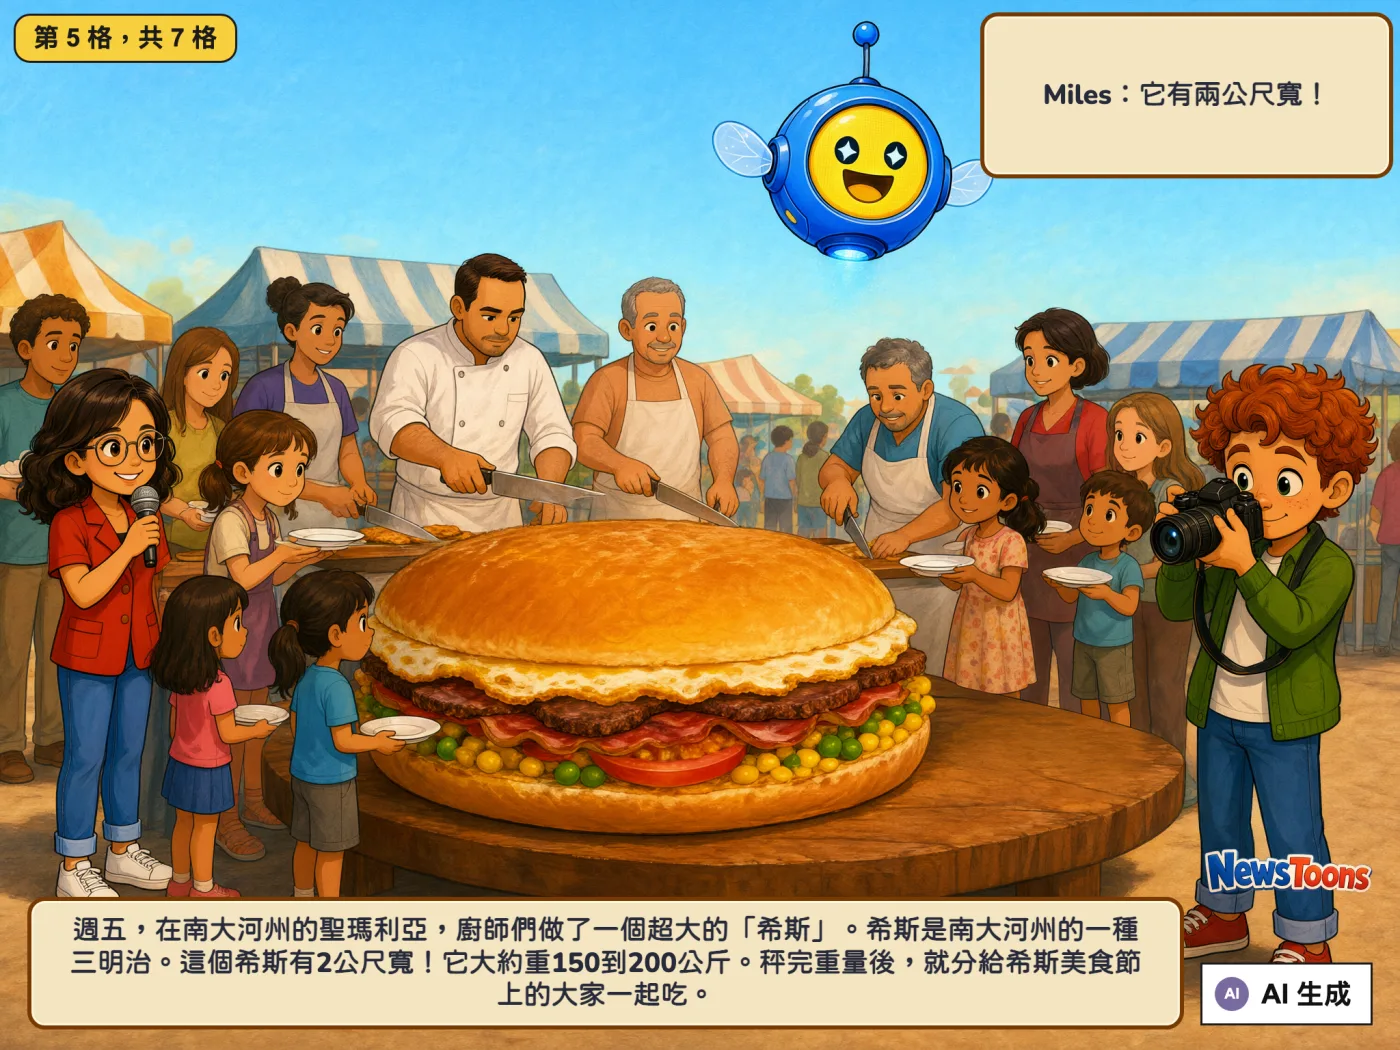 第 5 格，共 7 格
Miles：它有兩公尺寬！
NewsToons
週五，在南大河州的聖瑪利亞，廚師們做了一個超大的「希斯」。希斯是南大河州的一種
三明治。這個希斯有2公尺寬！它大約重150到200公斤。秤完重量後，就分給希斯美食節
上的大家一起吃。
AI AI 生成